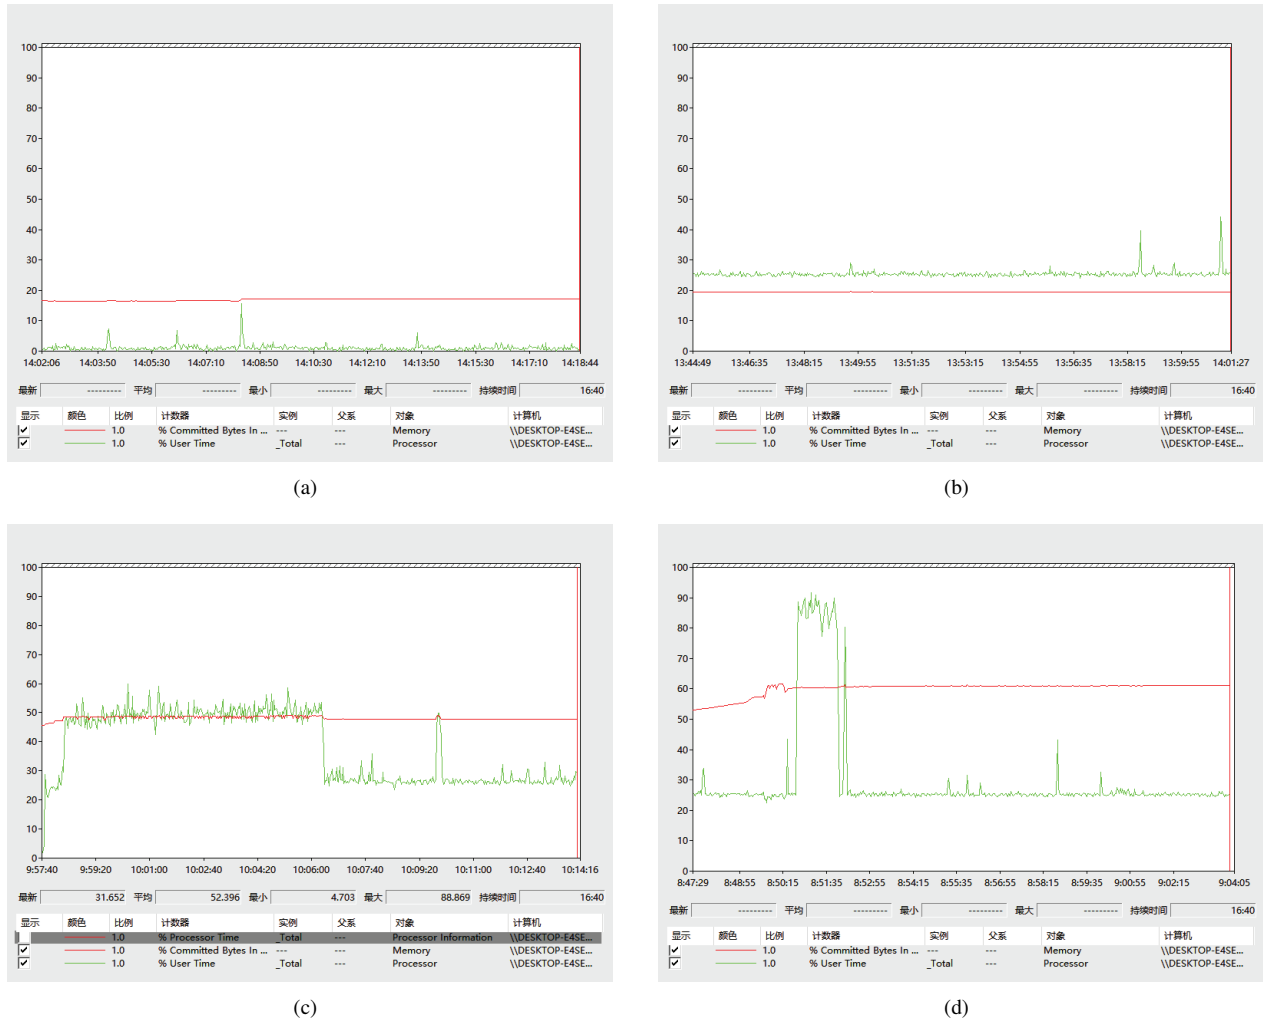 100
90
80
70
60
50
40
30
20
10
0
14:02:06 14:03:50 14:05:30 14:07:10 14:08:50 14:10:30 14:12:10 14:13:50 14:15:30 14:17:10 14:18:44
最新 --------- 平均 --------- 最小 --------- 最大 --------- 持续时间 16:40
显示 颜色 比例 计数器 实例 父系 对象 计算机
1.0 % Committed Bytes In ... --- --- Memory \\DESKTOP-E4SE...
1.0 % User Time _Total --- Processor \\DESKTOP-E4SE...
(a)
100
90
80
70
60
50
40
30
20
10
0
13:44:49 13:46:35 13:48:15 13:49:55 13:51:35 13:53:15 13:54:55 13:56:35 13:58:15 13:59:55 14:01:27
最新 --------- 平均 --------- 最小 --------- 最大 --------- 持续时间 16:40
显示 颜色 比例 计数器 实例 父系 对象 计算机
1.0 % Committed Bytes In ... --- --- Memory \\DESKTOP-E4SE...
1.0 % User Time _Total --- Processor \\DESKTOP-E4SE...
(b)
100
90
80
70
60
50
40
30
20
10
0
9:57:40 9:59:20 10:01:00 10:02:40 10:04:20 10:06:00 10:07:40 10:09:20 10:11:00 10:12:40 10:14:16
最新 31.652 平均 52.396 最小 4.703 最大 88.869 持续时间 16:40
显示 颜色 比例 计数器 实例 父系 对象 计算机
1.0 % Processor Time _Total --- Processor Information \\DESKTOP-E4SE...
1.0 % Committed Bytes In ... --- --- Memory \\DESKTOP-E4SE...
1.0 % User Time _Total --- Processor \\DESKTOP-E4SE...
(c)
100
90
80
70
60
50
40
30
20
10
0
8:47:29 8:48:55 8:50:15 8:51:35 8:52:55 8:54:15 8:55:35 8:56:55 8:58:15 8:59:35 9:00:55 9:02:15 9:04:05
最新 --------- 平均 --------- 最小 --------- 最大 --------- 持续时间 16:40
显示 颜色 比例 计数器 实例 父系 对象 计算机
1.0 % Committed Bytes In ... --- --- Memory \\DESKTOP-E4SE...
1.0 % User Time _Total --- Processor \\DESKTOP-E4SE...
(d)